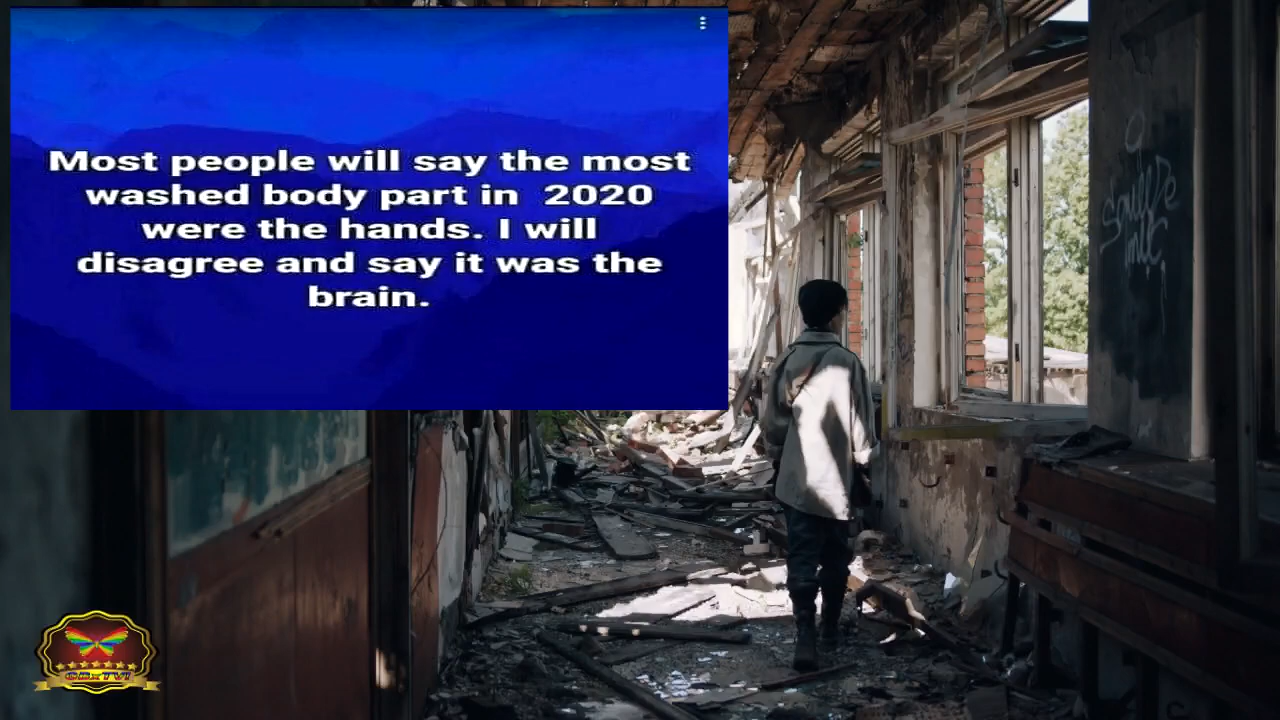 Most people will say the most
washed body part in 2020
were the hands. I will
disagree and say it was the
brain.